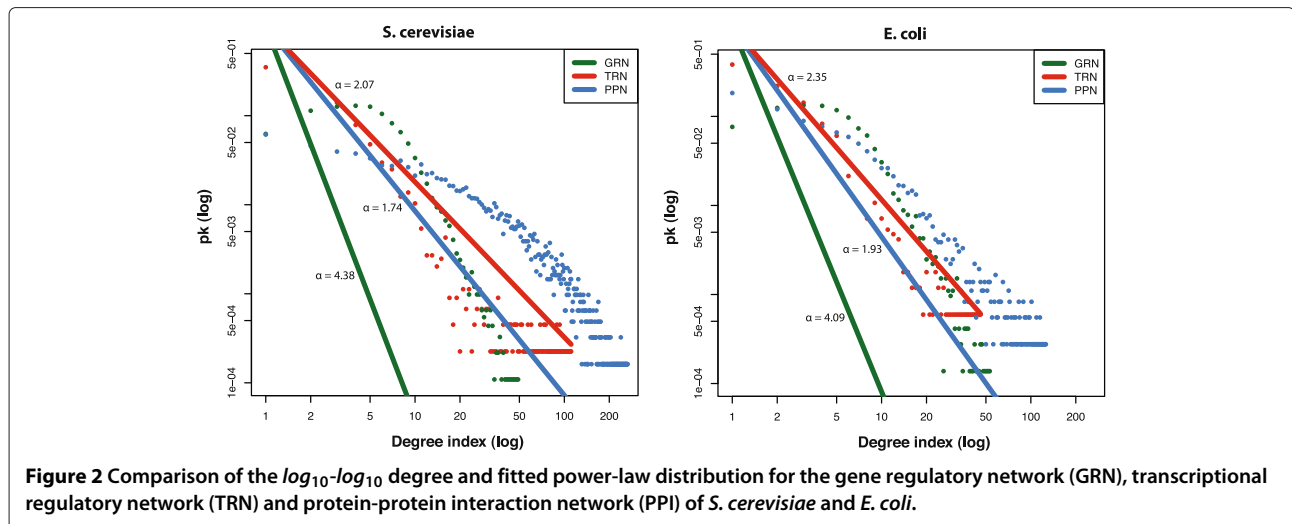 S. cerevisiae
pk (log)
5e−01
5e−02
5e−03
5e−04
1e−04
α = 2.07
α = 1.74
α = 4.38
GRN
TRN
PPN
1 2 5 10 20 50 100 200
Degree index (log)
E. coli
pk (log)
5e−01
5e−02
5e−03
5e−04
1e−04
α = 2.35
α = 1.93
α = 4.09
GRN
TRN
PPN
1 2 5 10 20 50 100 200
Degree index (log)
Figure 2 Comparison of the log10-log10 degree and fitted power-law distribution for the gene regulatory network (GRN), transcriptional
regulatory network (TRN) and protein-protein interaction network (PPI) of S. cerevisiae and E. coli.